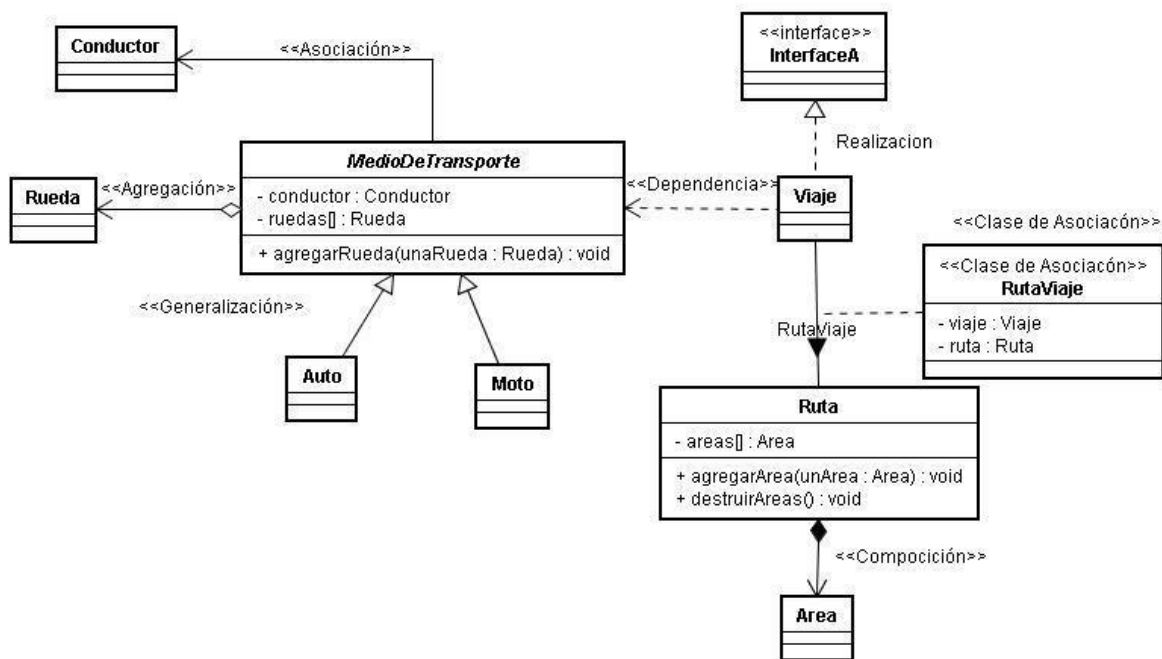 Conductor
<<Asociación>>
<<interface>>
InterfaceA
Realizacion
MedioDeTransporte
- conductor : Conductor
- ruedas[] : Rueda
+ agregarRueda(unaRueda : Rueda) : void
Rueda
<<Agregación>>
<<Dependencia>>
Viaje
<<Clase de Asociacón>>
<<Clase de Asociacón>>
RutaViaje
- viaje : Viaje
- ruta : Ruta
<<Generalización>>
RutaViaje
Auto
Moto
Ruta
- areas[] : Area
+ agregarArea(unArea : Area) : void
+ destruirAreas() : void
<<Compocición>>
Area